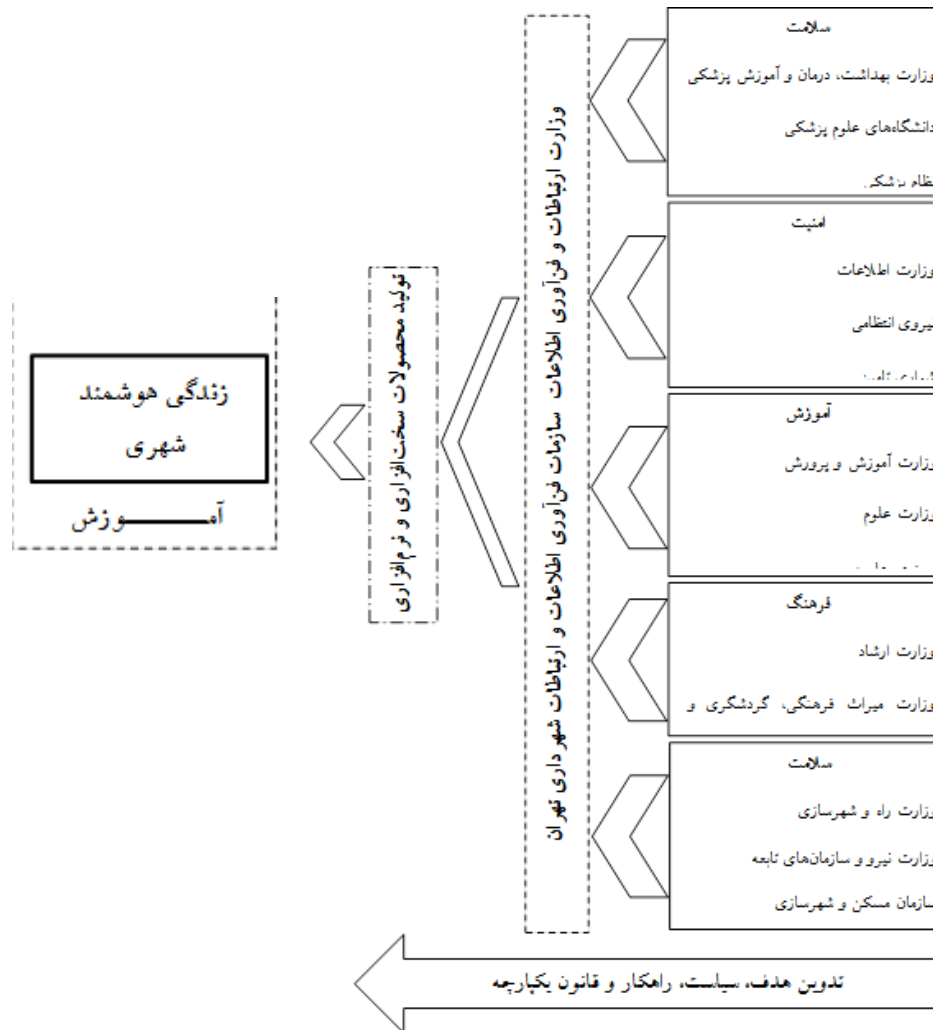 سلامت
وزارت بهداشت، درمان و آموزش پزشکی
دانشگاه‌های علوم پزشکی
نظام پزشکی
امنیت
وزارت اطلاعات
نیروی انتظامی
آموزش
وزارت آموزش و پرورش
وزارت علوم
فرهنگ
وزارت ارشاد
وزارت میراث فرهنگی، گردشگری و
سلامت
وزارت راه و شهرسازی
وزارت نیرو و سازمان‌های تابعه
سازمان مسکن و شهرسازی
وزارت ارتباطات و فن‌آوری اطلاعات سازمات فن‌آوری اطلاعات و ارتباطات شهرداری تهران
تولید محصولات سخت‌افزاری و نرم‌افزاری
زندگی هوشمند
شهری
آمـــــوزش
تدوین هدف، سیاست، راهکار و قانون یکپارچه